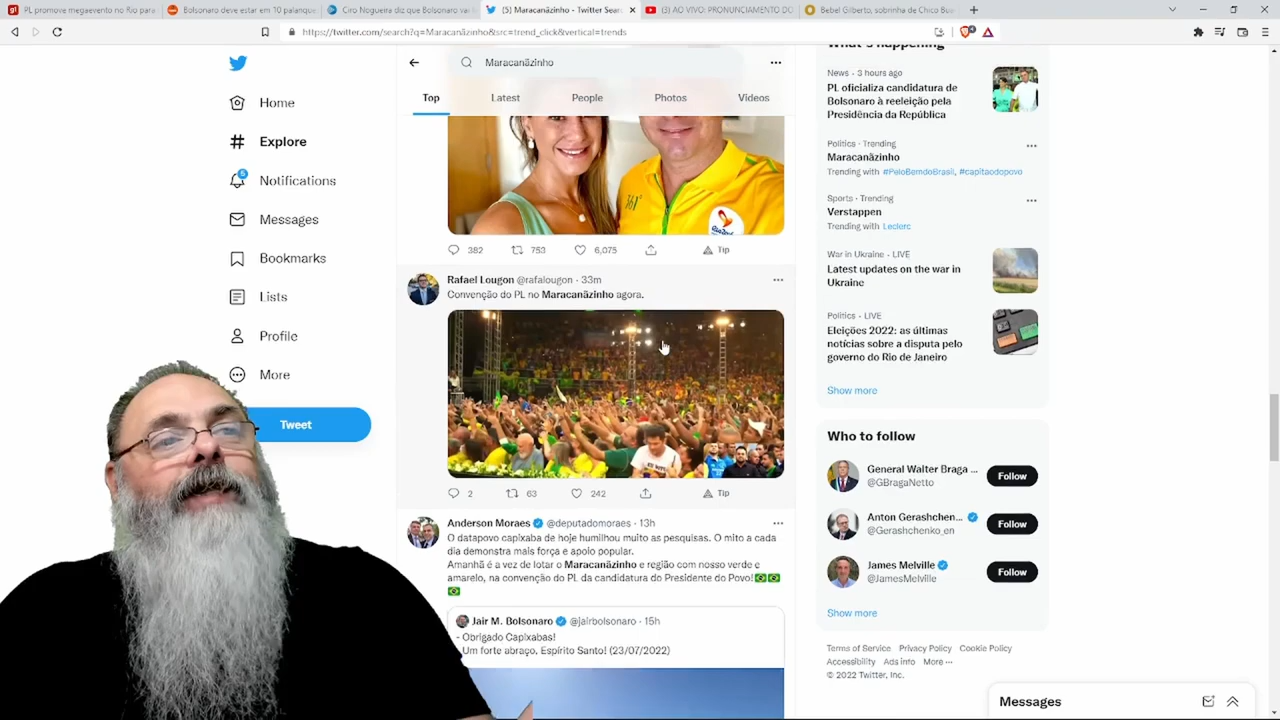 PL promove megaevento no Rio para
Bolsonaro deve estar em 10 palanque
Ciro Nogueira diz que Bolsonaro vai
(5) Maracanãzinho - Twitter Sear
(3) AO VIVO: PRONUNCIAMENTO DO
Bebel Gilberto, sobrinha de Chico Bua
https://twitter.com/search?q=Maracanãzinho&src=trend_click&vertical=trends
Maracanãzinho
Top
Latest
People
Photos
Videos
Home
Explore
5
Notifications
Messages
Bookmarks
Lists
Profile
More
Tweet
382
753
6,075
Tip
Rafael Lougon @rafalougon · 33m
Convenção do PL no Maracanãzinho agora.
2
63
242
Tip
Anderson Moraes @deputadomoraes · 13h
O datapovo capixaba de hoje humilhou muito as pesquisas. O mito a cada
dia demonstra mais força e apoio popular.
Amanhã é a vez de lotar o Maracanãzinho e região com nosso verde e
amarelo, na convenção do PL da candidatura do Presidente do Povo!
Jair M. Bolsonaro @jairbolsonaro · 15h
- Obrigado Capixabas!
Um forte abraço, Espírito Santo! (23/07/2022)
What's happening
News · 3 hours ago
PL oficializa candidatura de
Bolsonaro à reeleição pela
Presidência da República
Politics · Trending
Maracanãzinho
Trending with #PeloBemdoBrasil, #capitaodopovo
Sports · Trending
Verstappen
Trending with Leclerc
War in Ukraine · LIVE
Latest updates on the war in
Ukraine
Politics · LIVE
Eleições 2022: as últimas
notícias sobre a disputa pelo
governo do Rio de Janeiro
Show more
Who to follow
General Walter Braga ...
@GBragaNetto
Follow
Anton Gerashchen...
@Gerashchenko_en
Follow
James Melville
@JamesMelville
Follow
Show more
Terms of Service Privacy Policy Cookie Policy
Accessibility Ads info More ···
© 2022 Twitter, Inc.
Messages